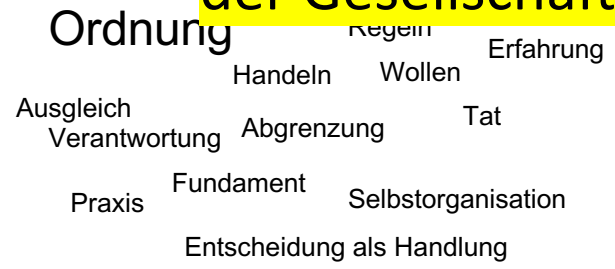 der Gesellschaft
Ordnung
Regeln
Erfahrung
Handeln
Wollen
Ausgleich
Tat
Verantwortung
Abgrenzung
Fundament
Praxis
Selbstorganisation
Entscheidung als Handlung